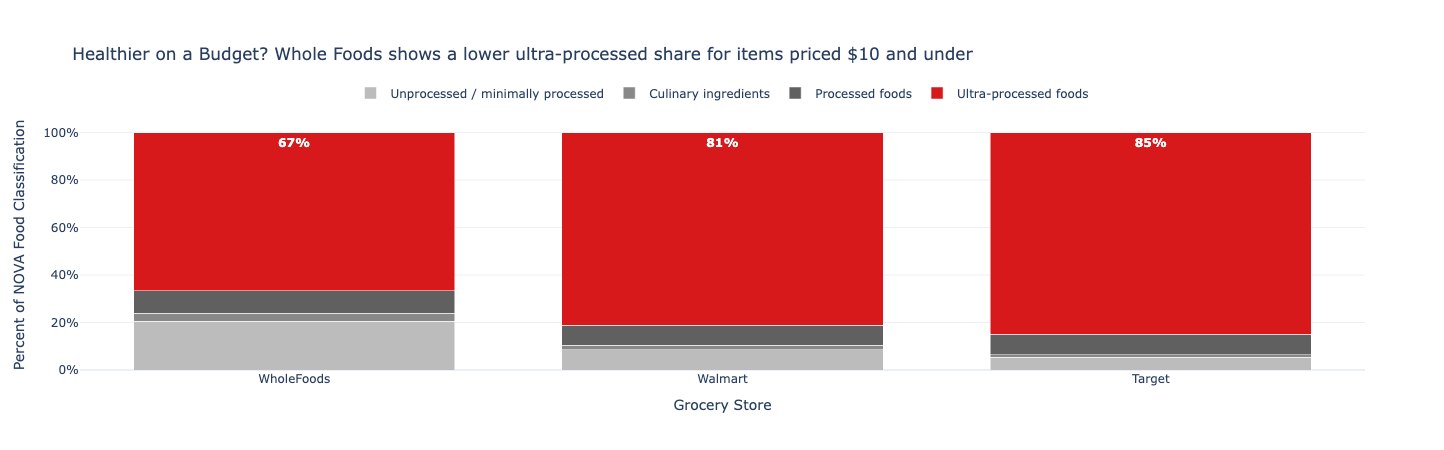 Healthier on a Budget? Whole Foods shows a lower ultra-processed share for items priced $10 and under
Unprocessed / minimally processed Culinary ingredients Processed foods Ultra-processed foods
Percent of NOVA Food Classification
100%
80%
60%
40%
20%
0%
67%
81%
85%
WholeFoods Walmart Target
Grocery Store